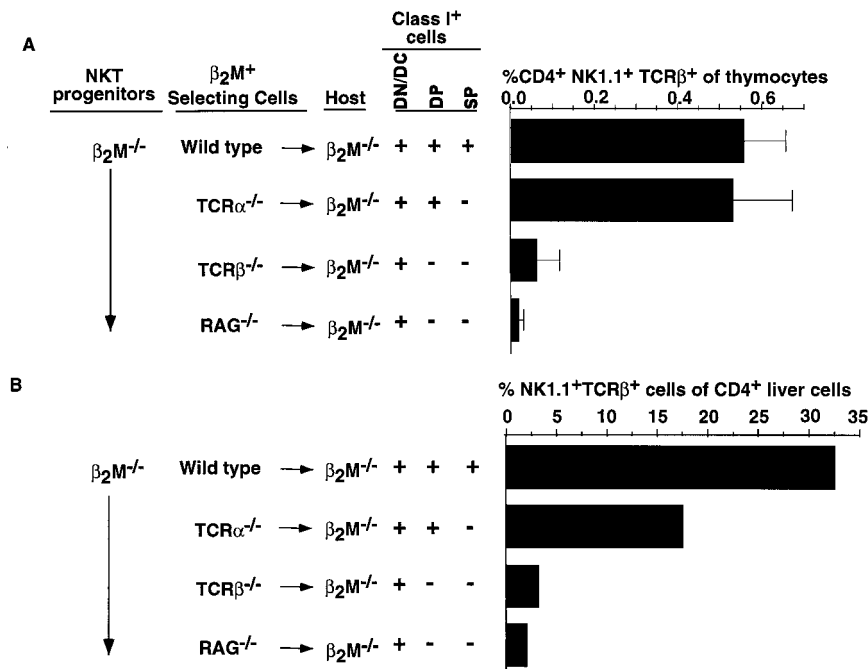 A
Class I⁺
cells
NKT
progenitors
β₂M⁺
Selecting Cells
Host
DN/DC
DP
SP
%CD4⁺ NK1.1⁺ TCRβ⁺ of thymocytes
0.0 0.2 0.4 0.6
β₂M⁻/⁻ Wild type β₂M⁻/⁻ + + +
TCRα⁻/⁻ β₂M⁻/⁻ + + -
TCRβ⁻/⁻ β₂M⁻/⁻ + - -
RAG⁻/⁻ β₂M⁻/⁻ + - -
B
% NK1.1⁺TCRβ⁺ cells of CD4⁺ liver cells
0 5 10 15 20 25 30 35
β₂M⁻/⁻ Wild type β₂M⁻/⁻ + + +
TCRα⁻/⁻ β₂M⁻/⁻ + + -
TCRβ⁻/⁻ β₂M⁻/⁻ + - -
RAG⁻/⁻ β₂M⁻/⁻ + - -